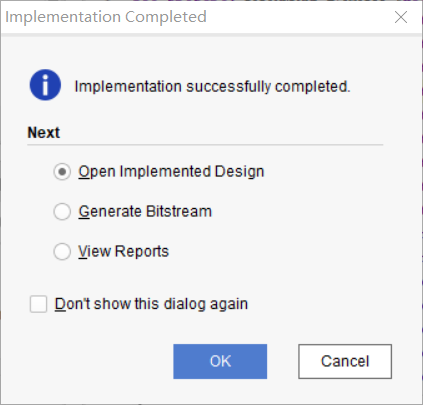 Implementation Completed
Implementation successfully completed.
Next
Open Implemented Design
Generate Bitstream
View Reports
Don't show this dialog again
OK
Cancel